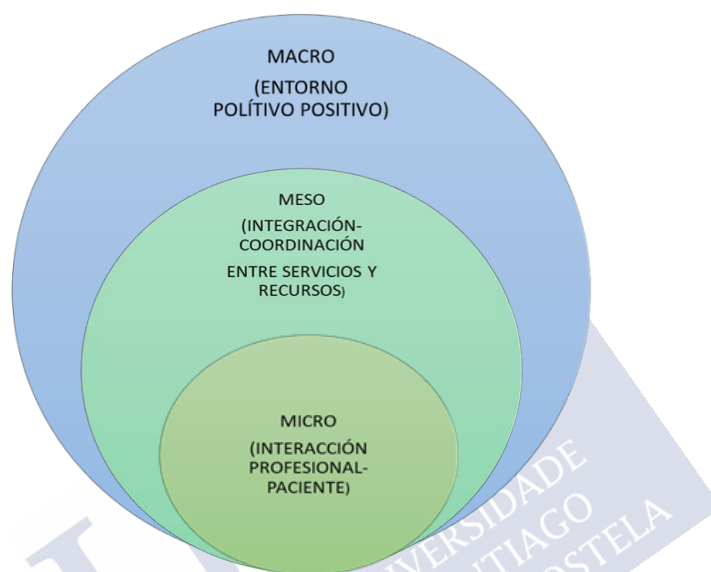 MACRO
(ENTORNO
POLÍTIVO POSITIVO)
MESO
(INTEGRACIÓN-
COORDINACIÓN
ENTRE SERVICIOS Y
RECURSOS)
MICRO
(INTERACCIÓN
PROFESIONAL-
PACIENTE)